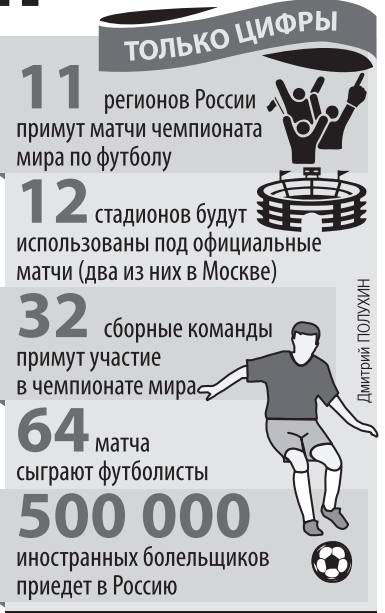 ТОЛЬКО ЦИФРЫ
11 регионов России
примут матчи чемпионата
мира по футболу
12 стадионов будут
использованы под официальные
матчи (два из них в Москве)
32 сборные команды
примут участие
в чемпионате мира
64 матча
сыграют футболисты
500 000
иностранных болельщиков
приедет в Россию
Дмитрий ПОЛУХИН